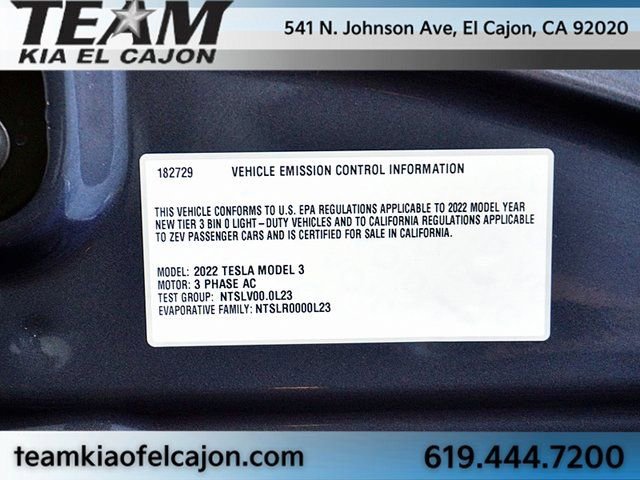 TEAM
KIA EL CAJON
541 N. Johnson Ave, El Cajon, CA 92020
182729 VEHICLE EMISSION CONTROL INFORMATION
THIS VEHICLE CONFORMS TO U.S. EPA REGULATIONS APPLICABLE TO 2022 MODEL YEAR
NEW TIER 3 BIN 0 LIGHT-DUTY VEHICLES AND TO CALIFORNIA REGULATIONS APPLICABLE
TO ZEV PASSENGER CARS AND IS CERTIFIED FOR SALE IN CALIFORNIA.
MODEL: 2022 TESLA MODEL 3
MOTOR: 3 PHASE AC
TEST GROUP: NTSLV00.0L23
EVAPORATIVE FAMILY: NTSLR0000L23
teamkiaofelcajon.com
619.444.7200